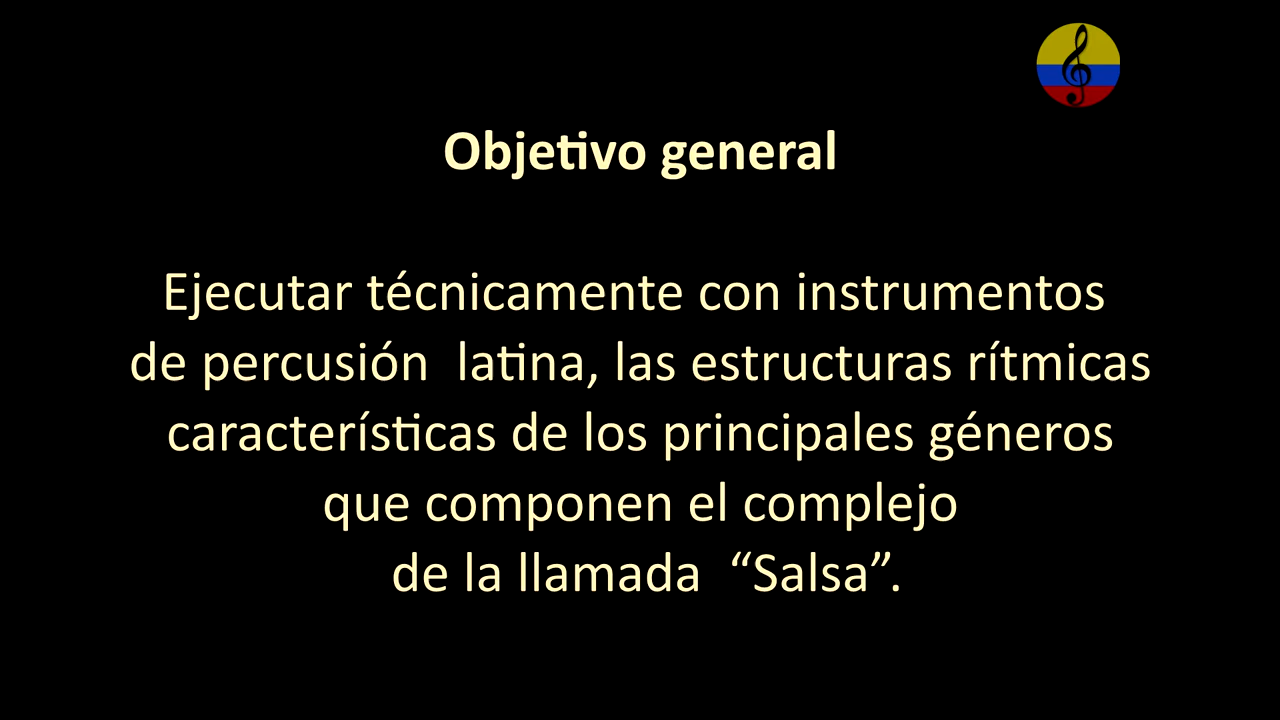 Objetivo general
Ejecutar técnicamente con instrumentos
de percusión  latina, las estructuras rítmicas
características de los principales géneros
que componen el complejo
de la llamada  “Salsa”.